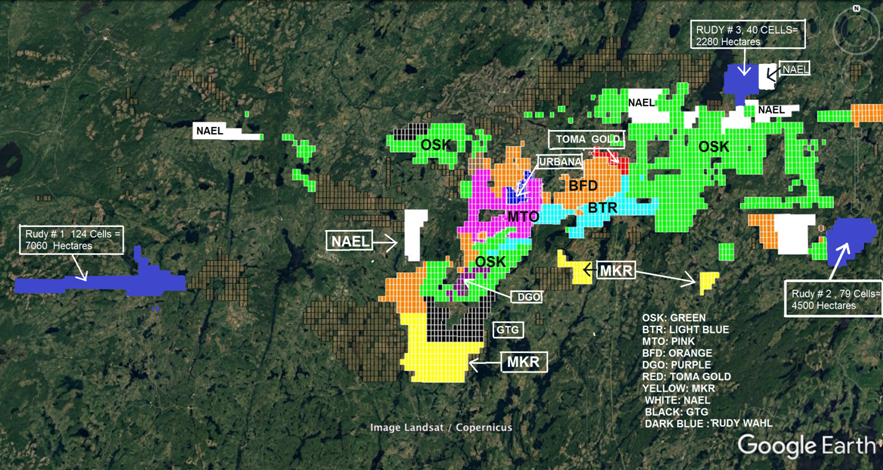 N
RUDY # 3, 40 CELLS=
2280 Hectares
NAEL
NAEL
NAEL
NAEL
OSK
TOMA GOLD
OSK
URBANA
BFD
BTR
MTO
Rudy # 1 124 Cells =
7060 Hectares
NAEL
OSK
MKR
DGO
Rudy # 2 , 79 Cells=
4500 Hectares
GTG
MKR
OSK: GREEN
BTR: LIGHT BLUE
MTO: PINK
BFD: ORANGE
DGO: PURPLE
RED: TOMA GOLD
YELLOW: MKR
WHITE: NAEL
BLACK: GTG
DARK BLUE : RUDY WAHL
Image Landsat / Copernicus
Google Earth